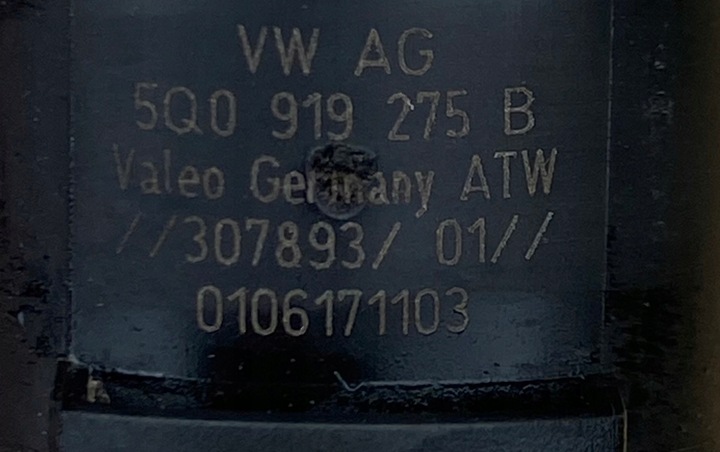 VW AG
5Q0 919 275 B
Valeo Germany ATW
//307893/ 01//
0106171103